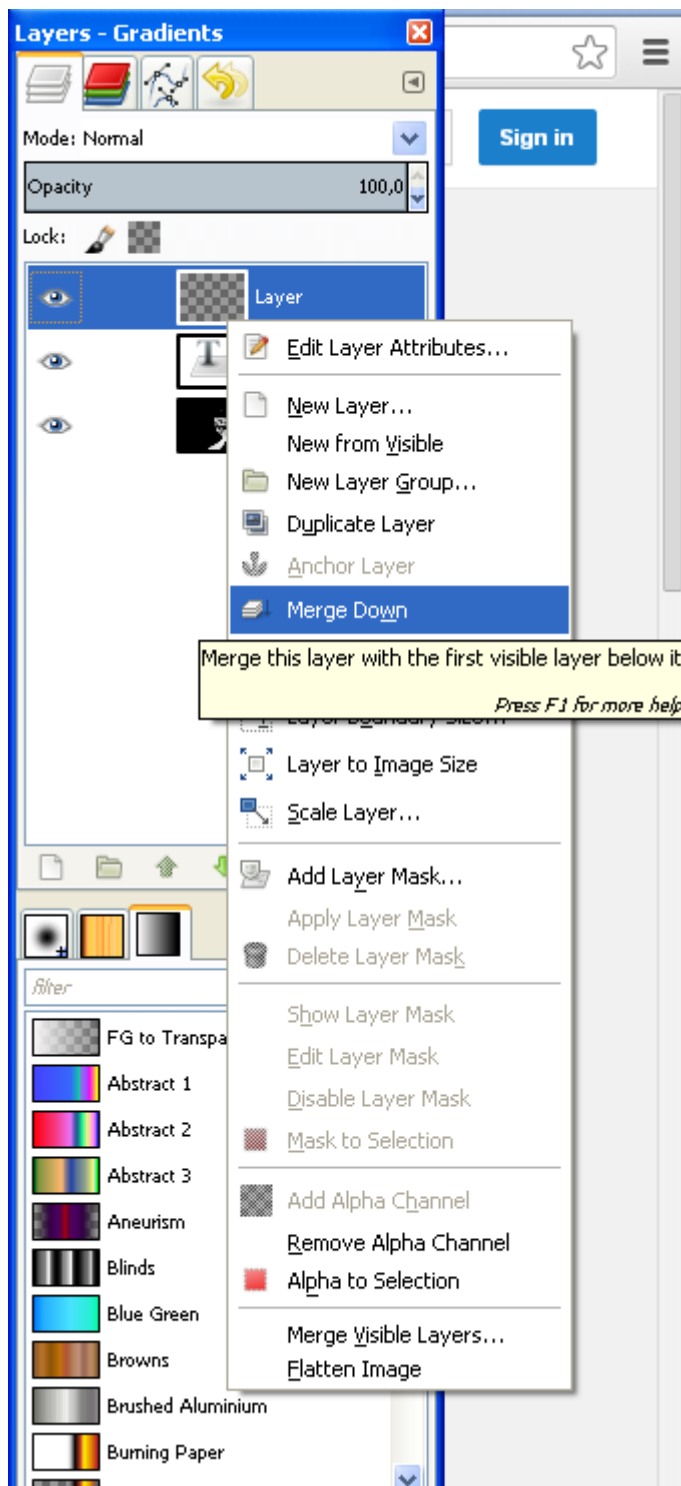 Layers - Gradients
Mode: Normal
Sign in
Opacity 100,0
Lock:
Layer
Edit Layer Attributes...
New Layer...
New from Visible
New Layer Group...
Duplicate Layer
Anchor Layer
Merge Down
Merge this layer with the first visible layer below it
Press F1 for more help
Layer Boundary Size...
Layer to Image Size
Scale Layer...
Add Layer Mask...
Apply Layer Mask
Delete Layer Mask
Show Layer Mask
Edit Layer Mask
Disable Layer Mask
Mask to Selection
Add Alpha Channel
Remove Alpha Channel
Alpha to Selection
Merge Visible Layers...
Flatten Image
filter
FG to Transpa
Abstract 1
Abstract 2
Abstract 3
Aneurism
Blinds
Blue Green
Browns
Brushed Aluminium
Burning Paper